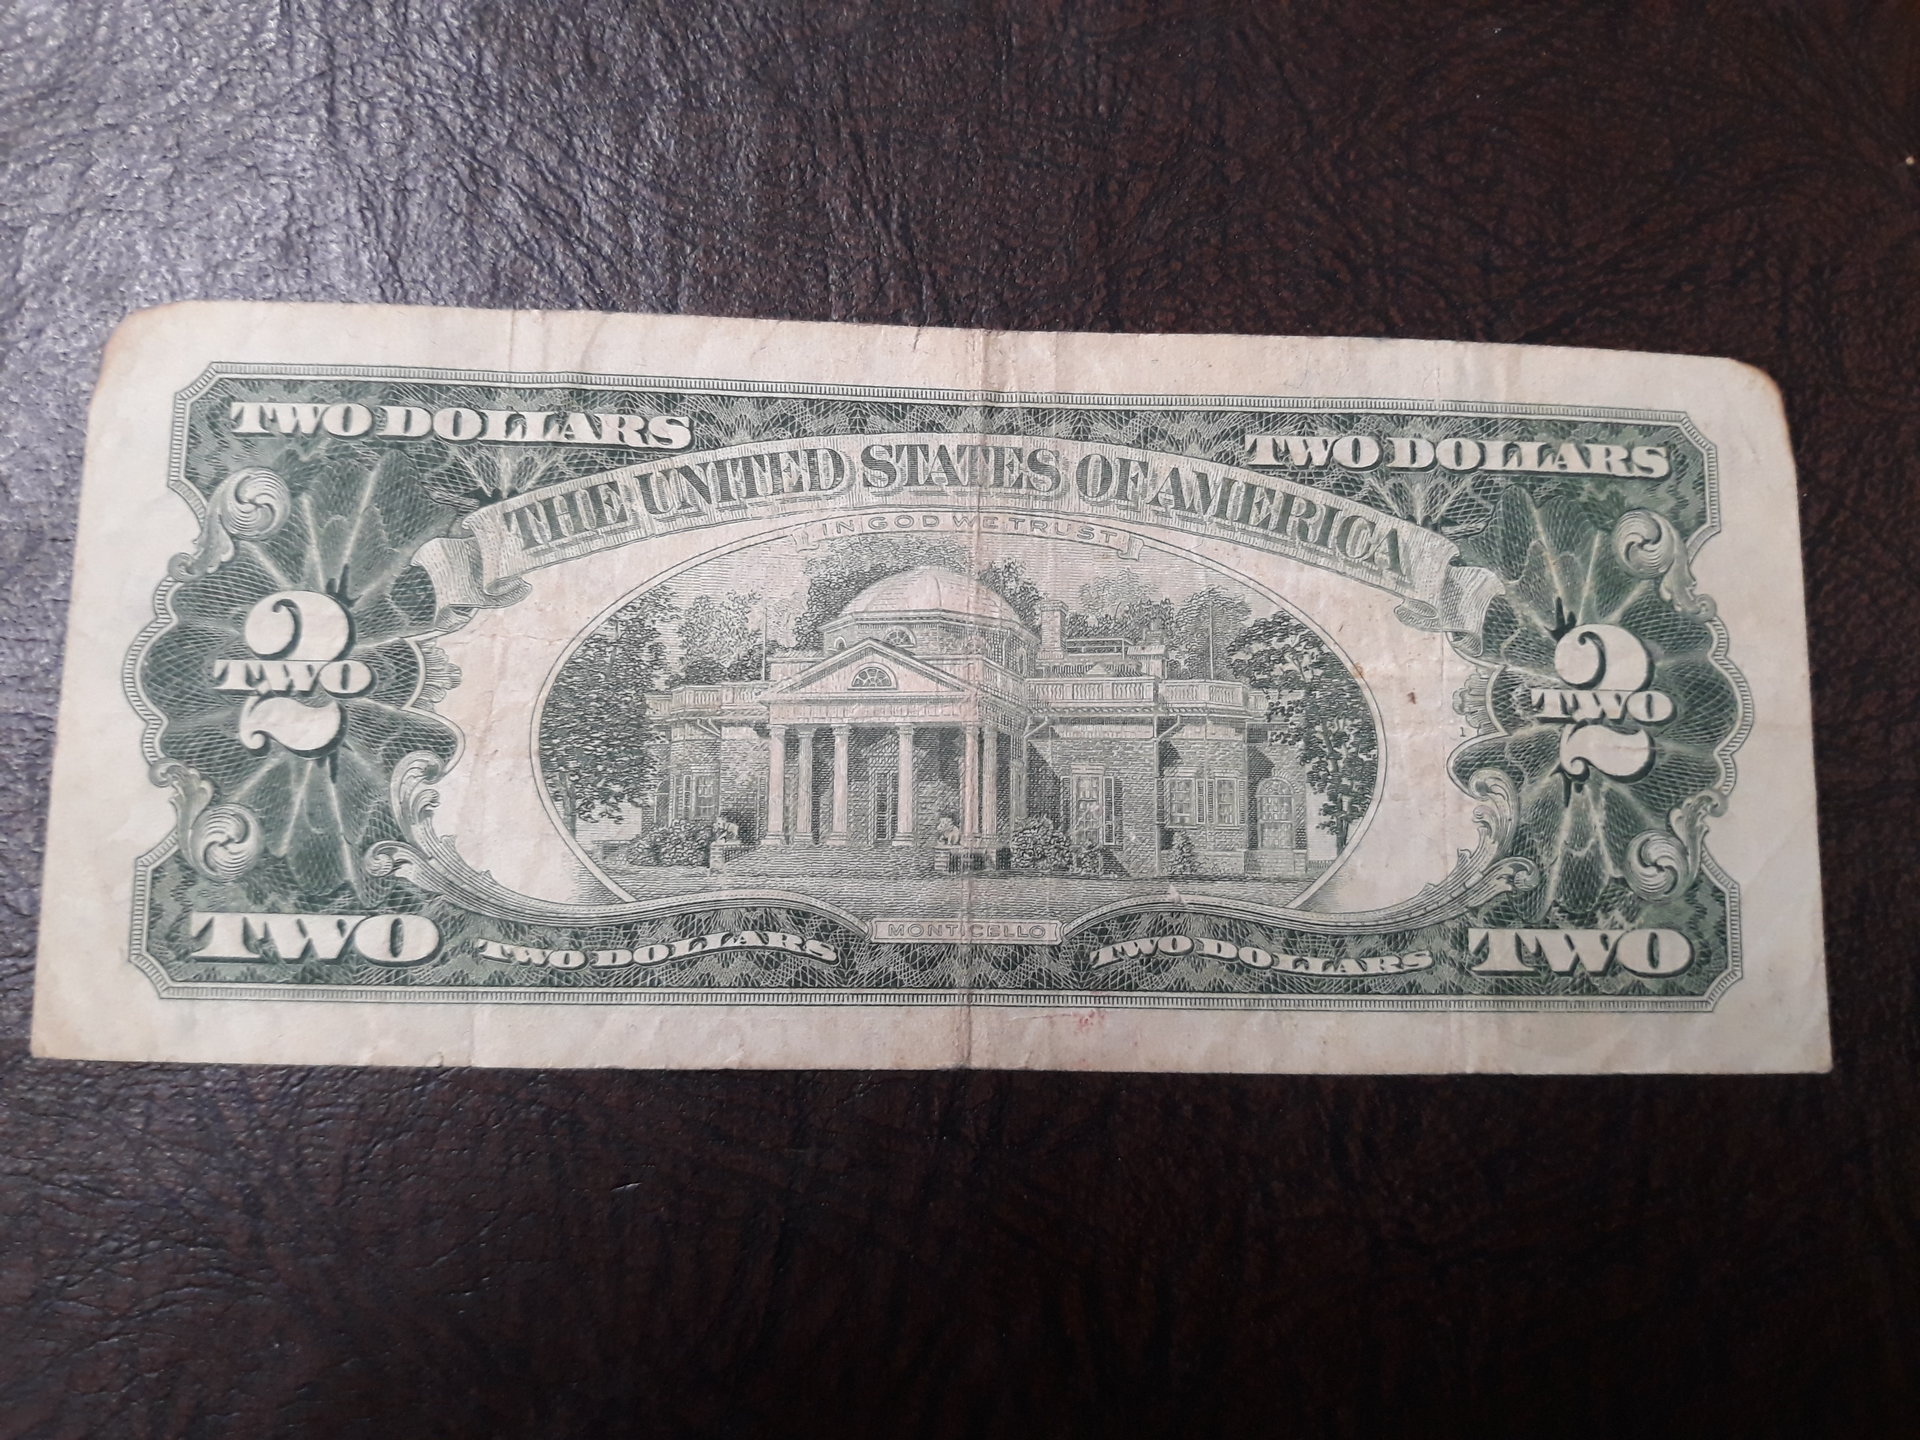 TWO DOLLARS
TWO DOLLARS
THE UNITED STATES OF AMERICA
IN GOD WE TRUST
2
TWO
2
TWO
1
MONTICELLO
TWO
TWO DOLLARS
TWO DOLLARS
TWO